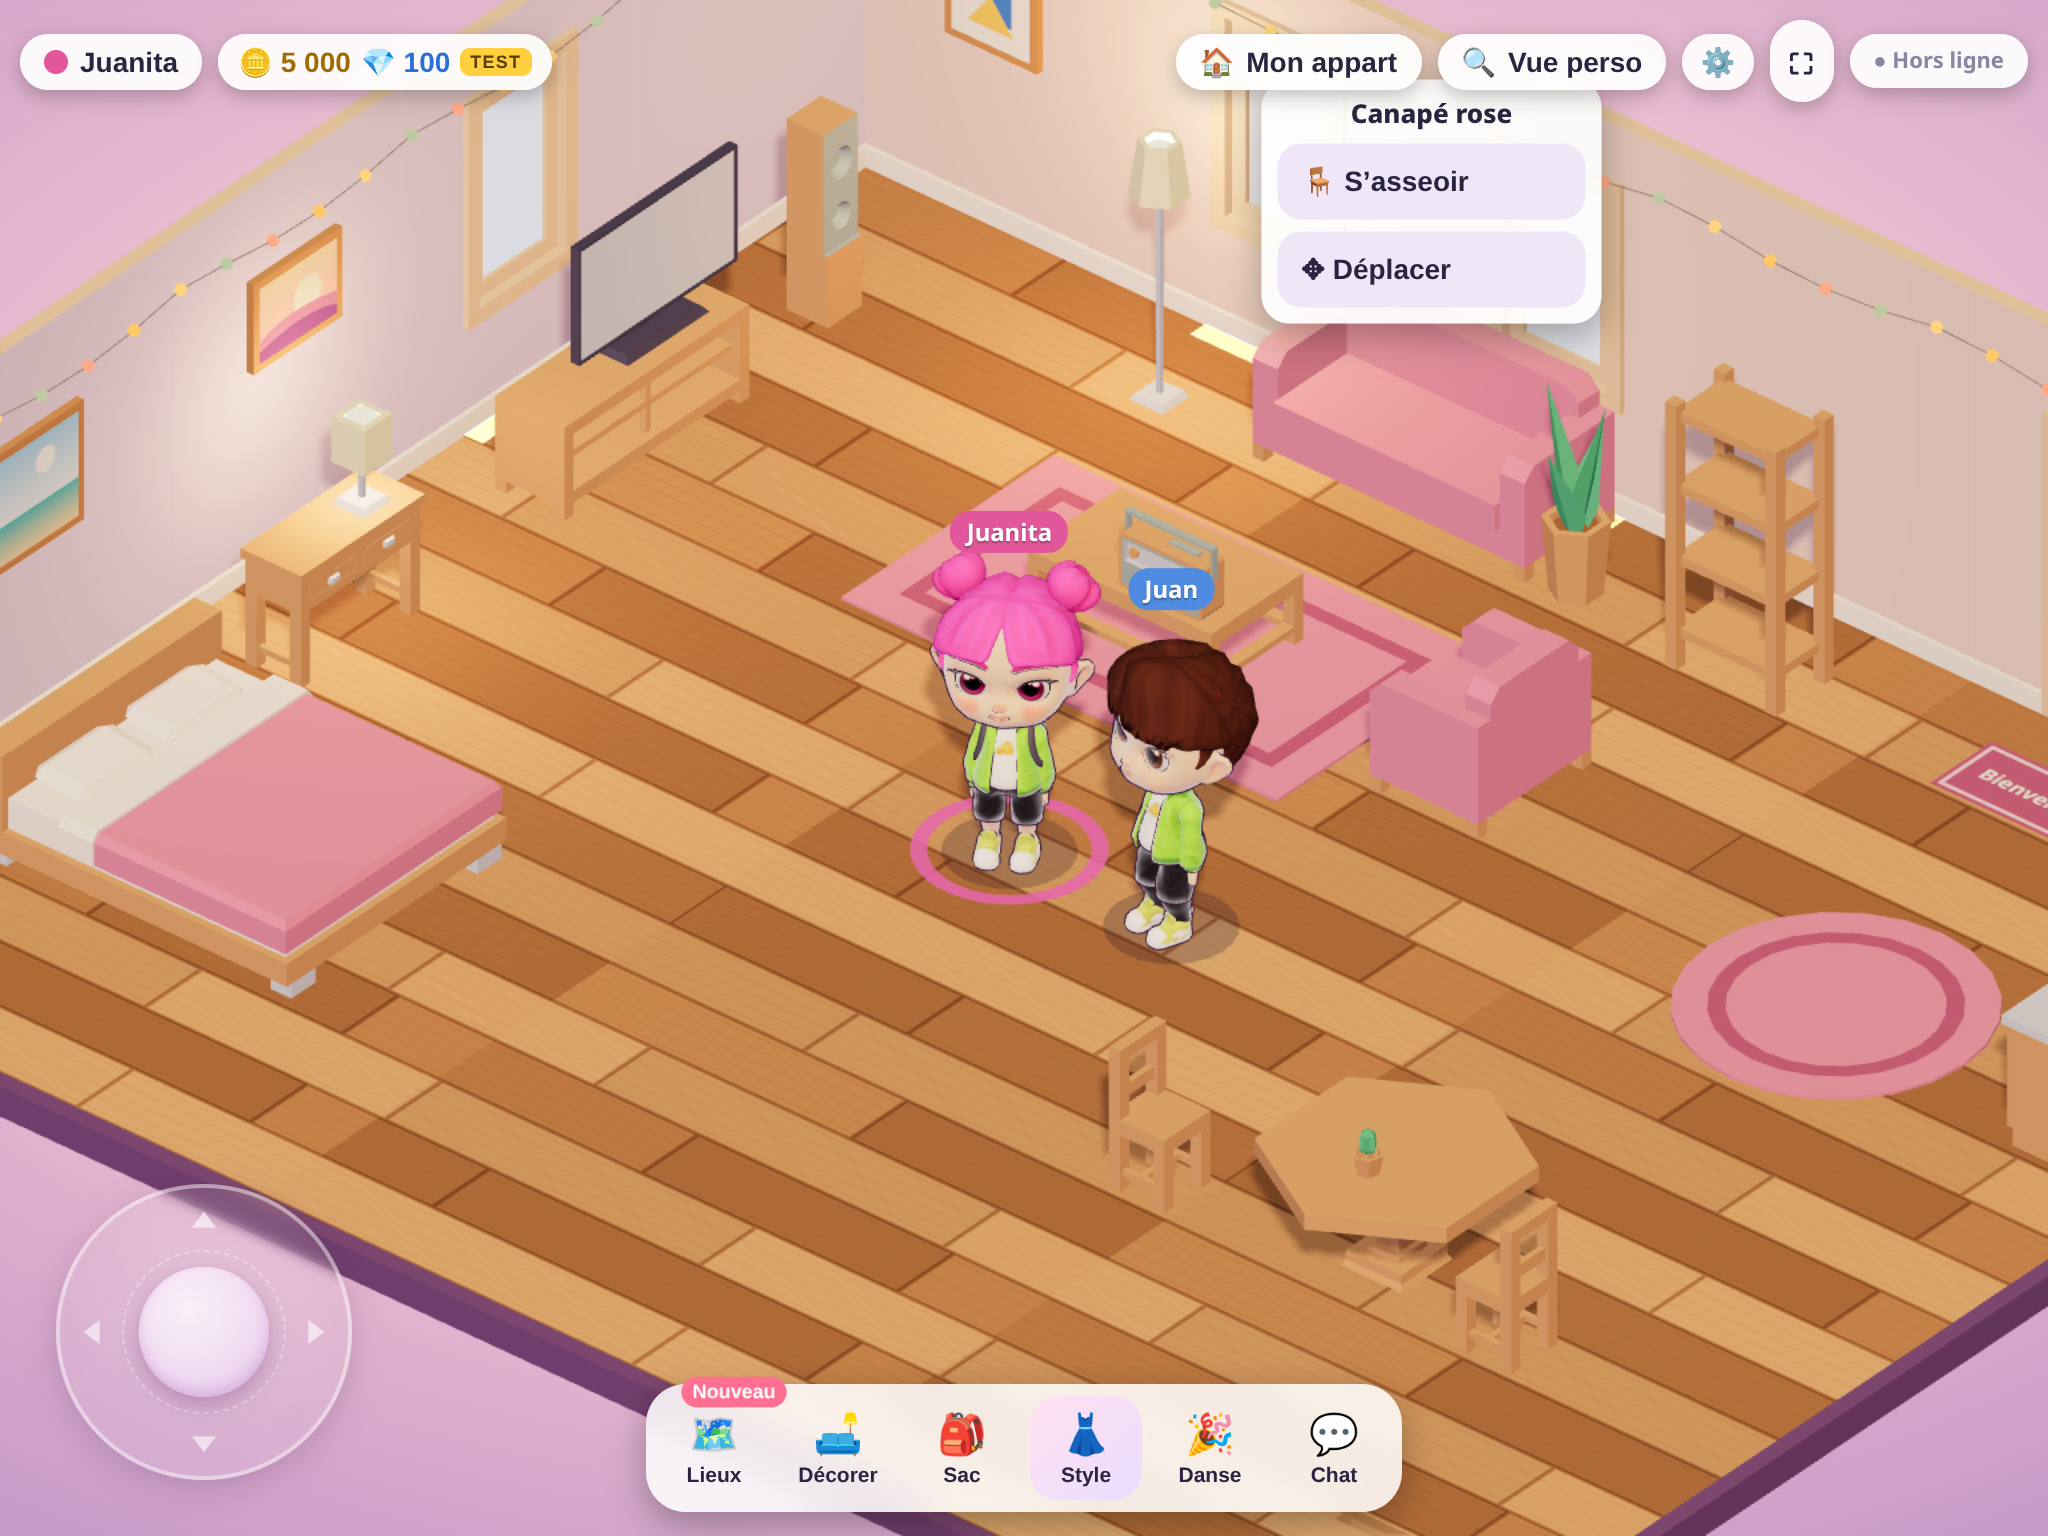 Juanita
5 000
100
TEST
Mon appart
Vue perso
Hors ligne
Canapé rose
S’asseoir
Déplacer
Juanita
Juan
Nouveau
Lieux
Décorer
Sac
Style
Danse
Chat